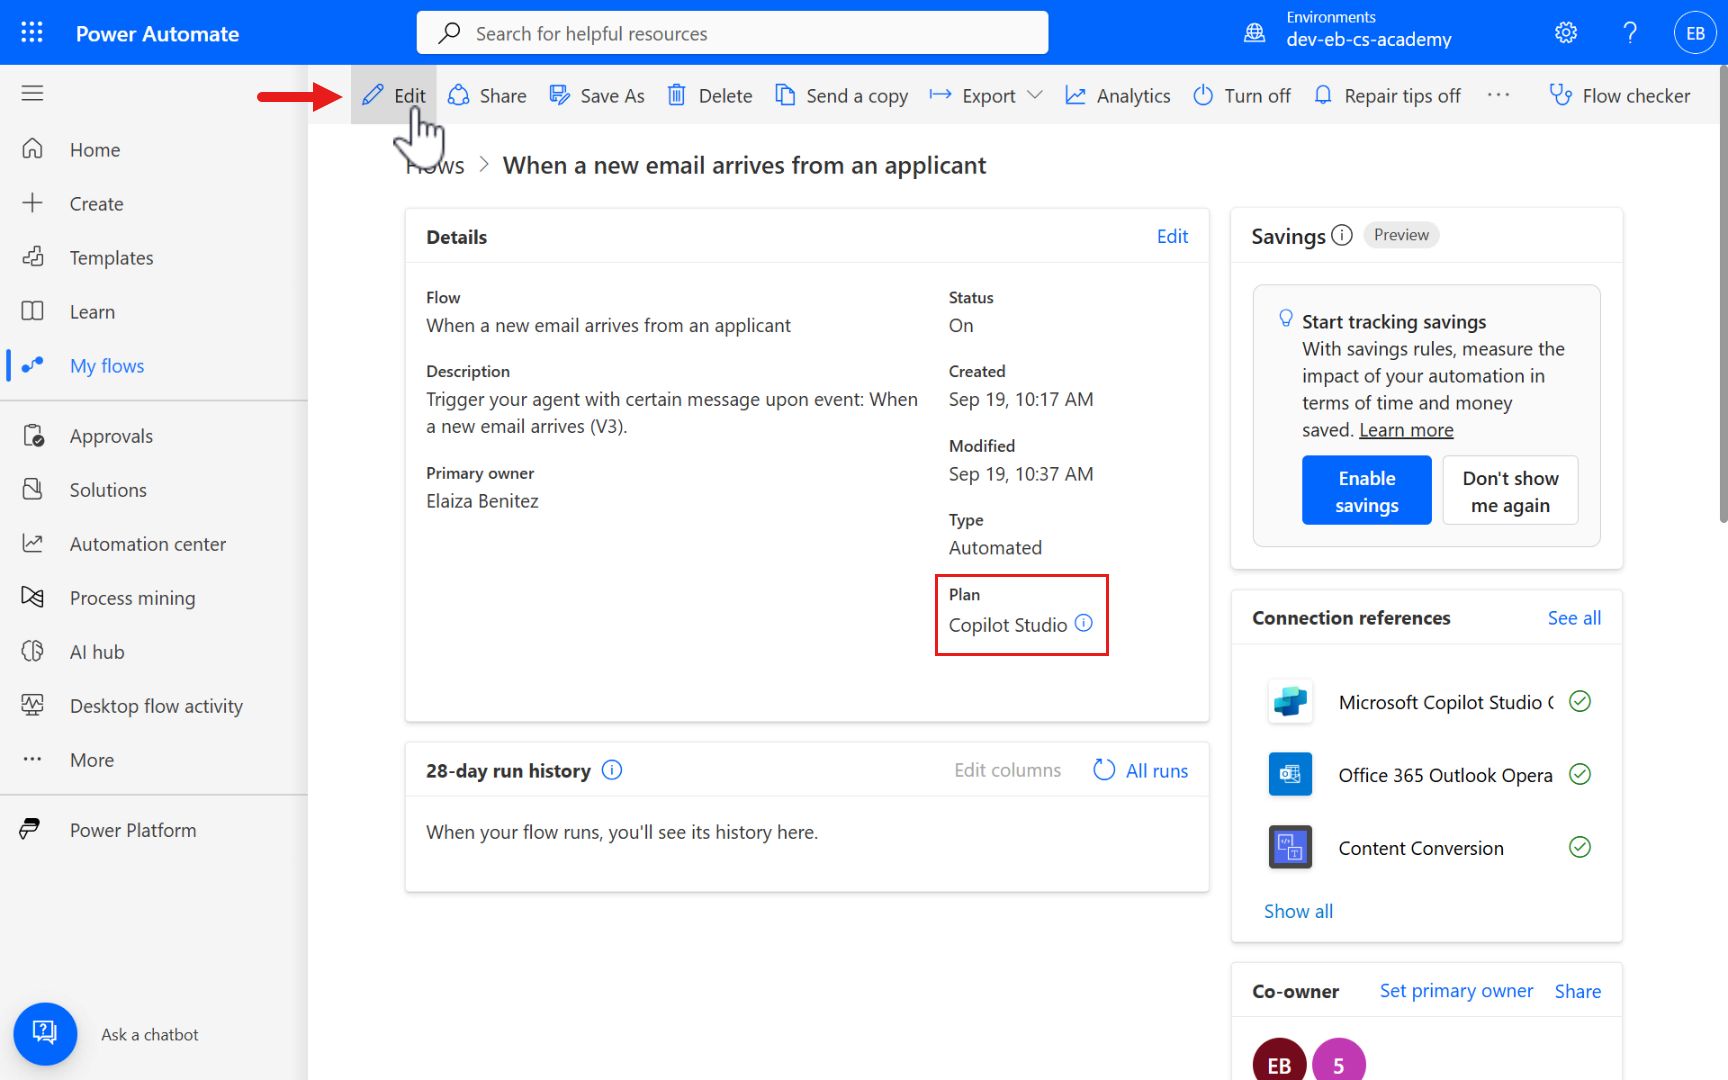 Power Automate
Search for helpful resources
Environments
dev-eb-cs-academy
?
EB
Edit
Share
Save As
Delete
Send a copy
Export
Analytics
Turn off
Repair tips off
Flow checker
Home
Create
Templates
Learn
My flows
Approvals
Solutions
Automation center
Process mining
AI hub
Desktop flow activity
More
Power Platform
Ask a chatbot
Flows > When a new email arrives from an applicant
Details
Edit
Flow
When a new email arrives from an applicant
Description
Trigger your agent with certain message upon event: When
a new email arrives (V3).
Primary owner
Elaiza Benitez
Status
On
Created
Sep 19, 10:17 AM
Modified
Sep 19, 10:37 AM
Type
Automated
Plan
Copilot Studio
28-day run history
Edit columns
All runs
When your flow runs, you'll see its history here.
Savings
Preview
Start tracking savings
With savings rules, measure the
impact of your automation in
terms of time and money
saved. Learn more
Enable
savings
Don't show
me again
Connection references
See all
Microsoft Copilot Studio
Office 365 Outlook Opera
Content Conversion
Show all
Co-owner
Set primary owner
Share
EB
5